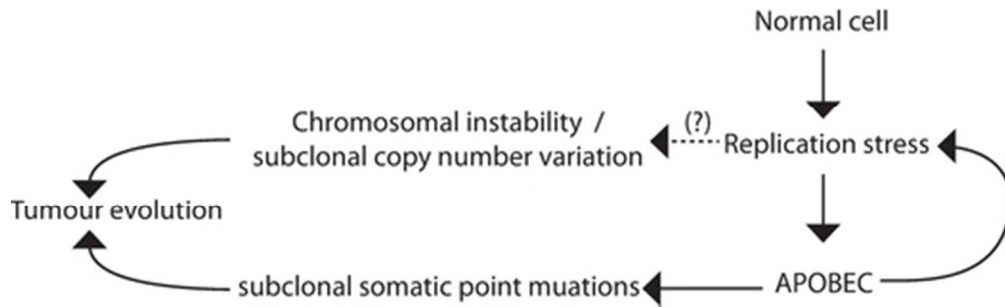 Normal cell
Chromosomal instability /
subclonal copy number variation
(?)
Replication stress
Tumour evolution
subclonal somatic point muations
APOBEC